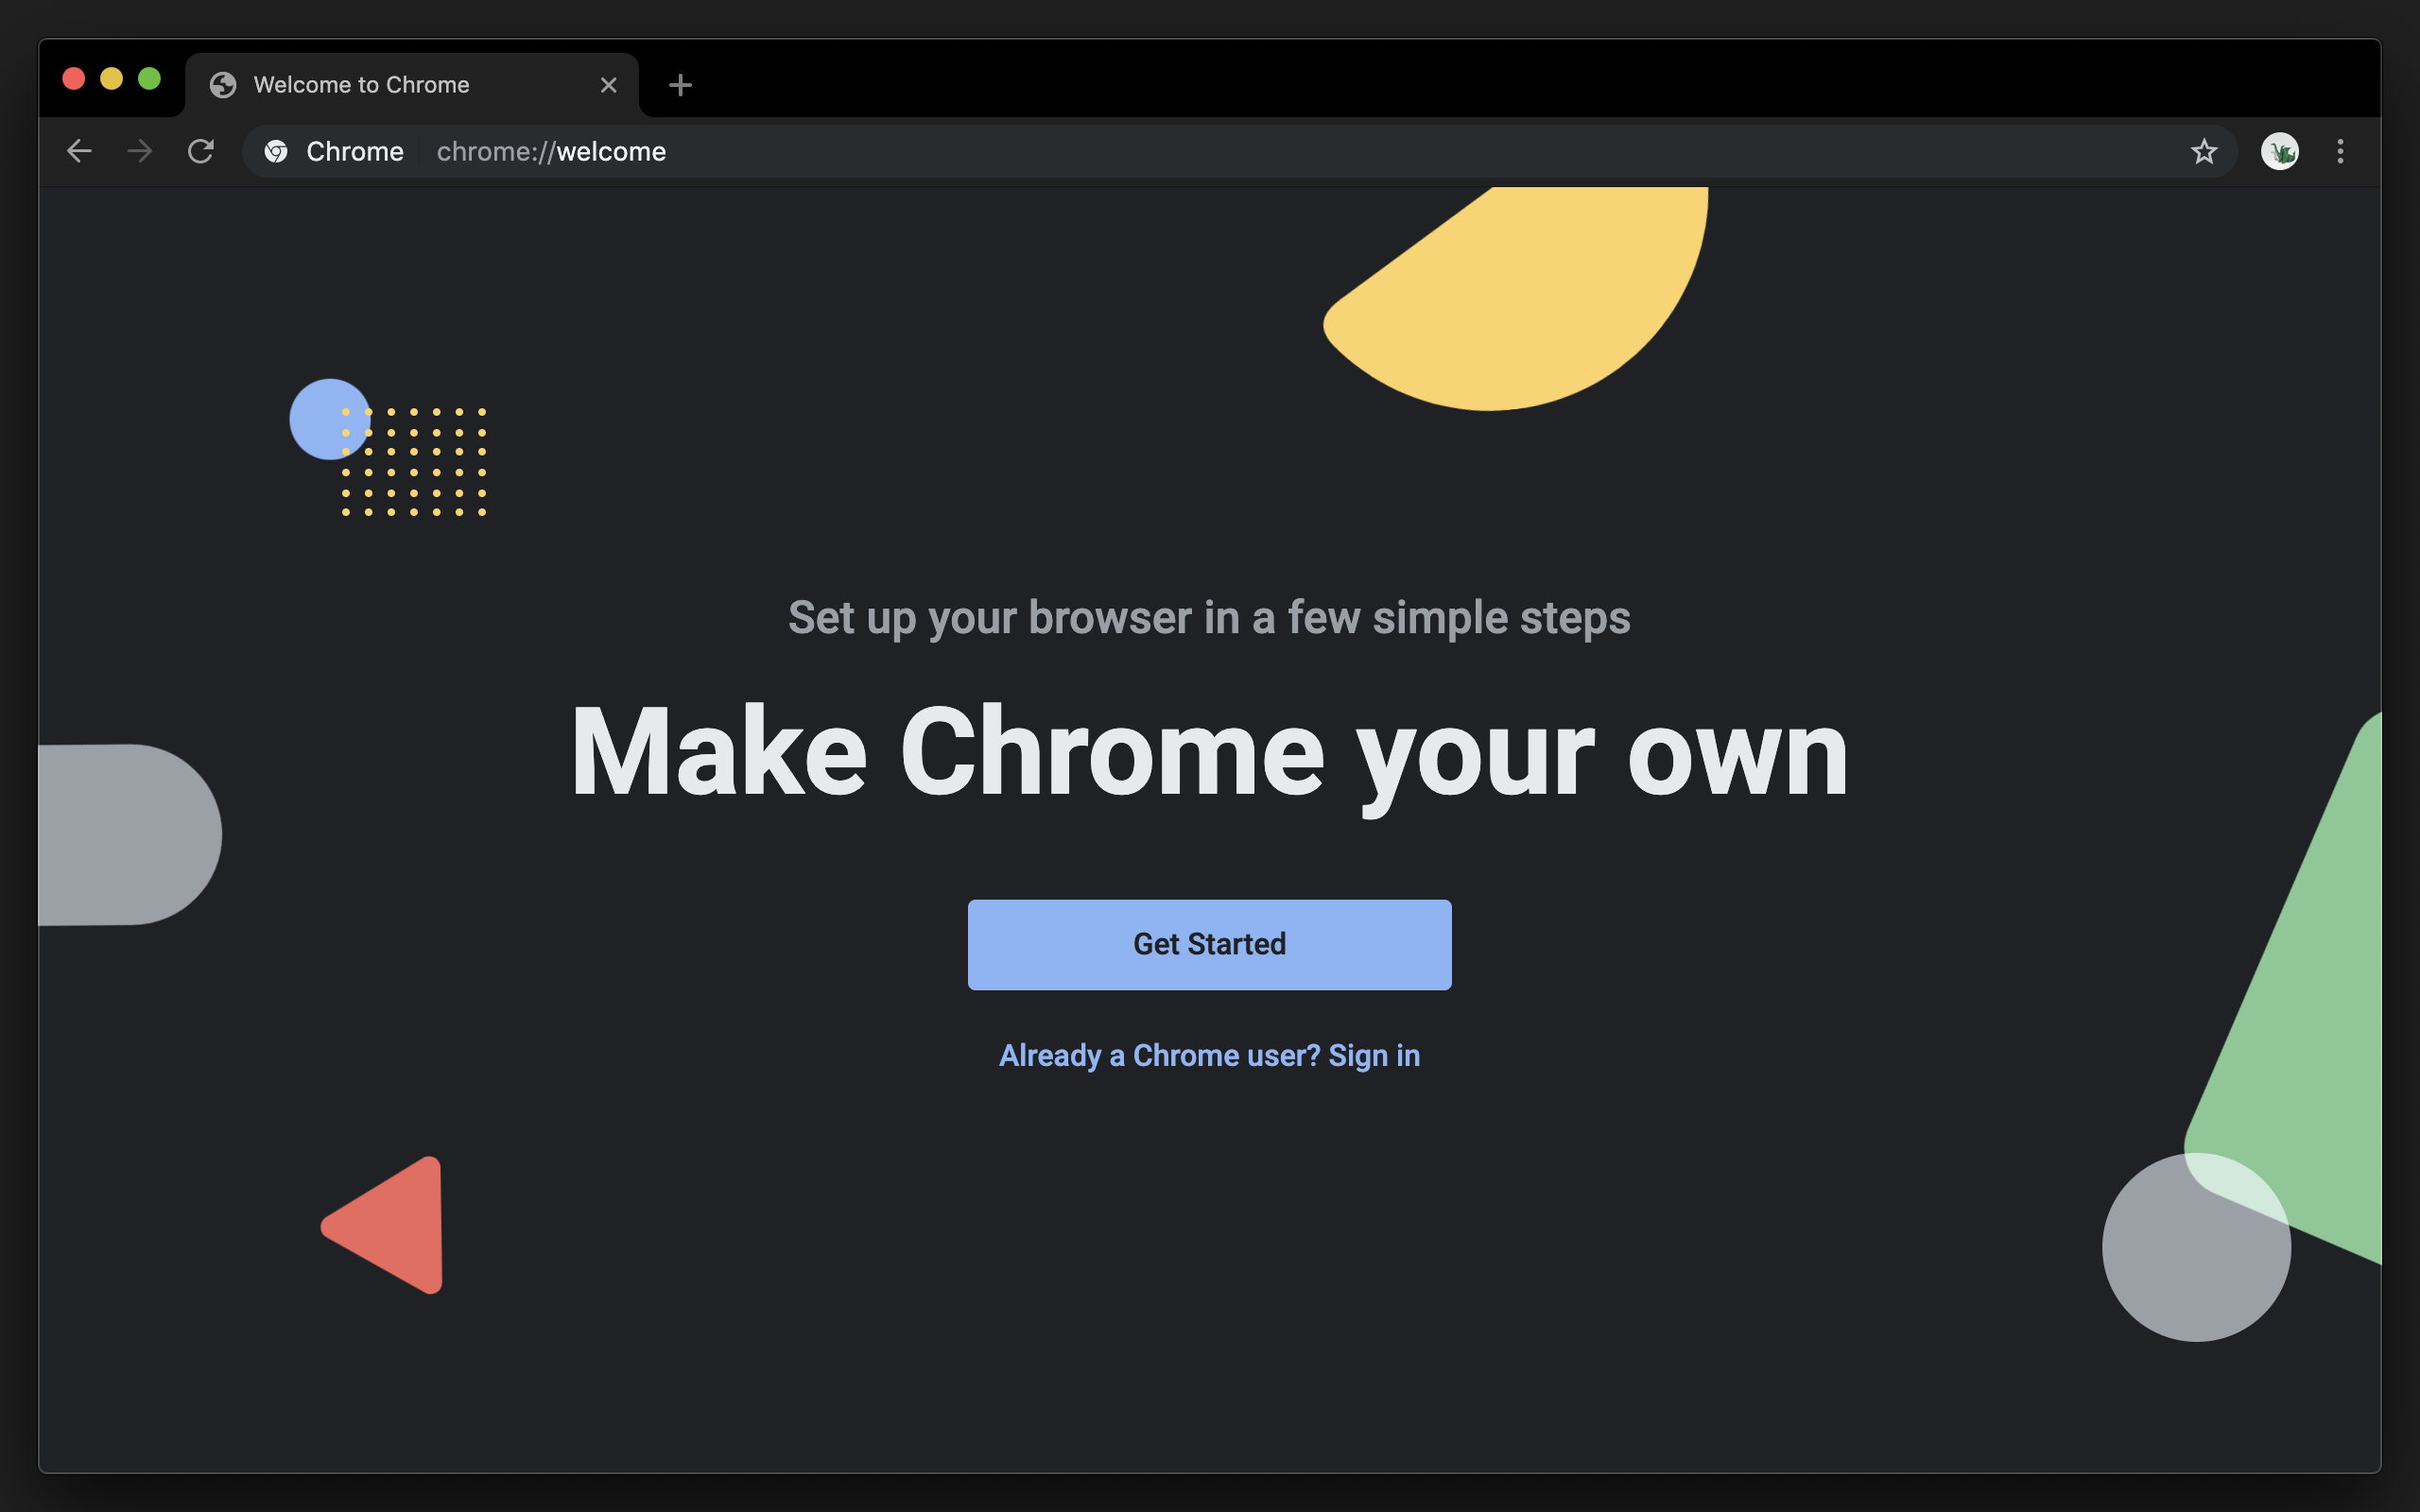 Welcome to Chrome
Chrome chrome://welcome
Set up your browser in a few simple steps
Make Chrome your own
Get Started
Already a Chrome user? Sign in